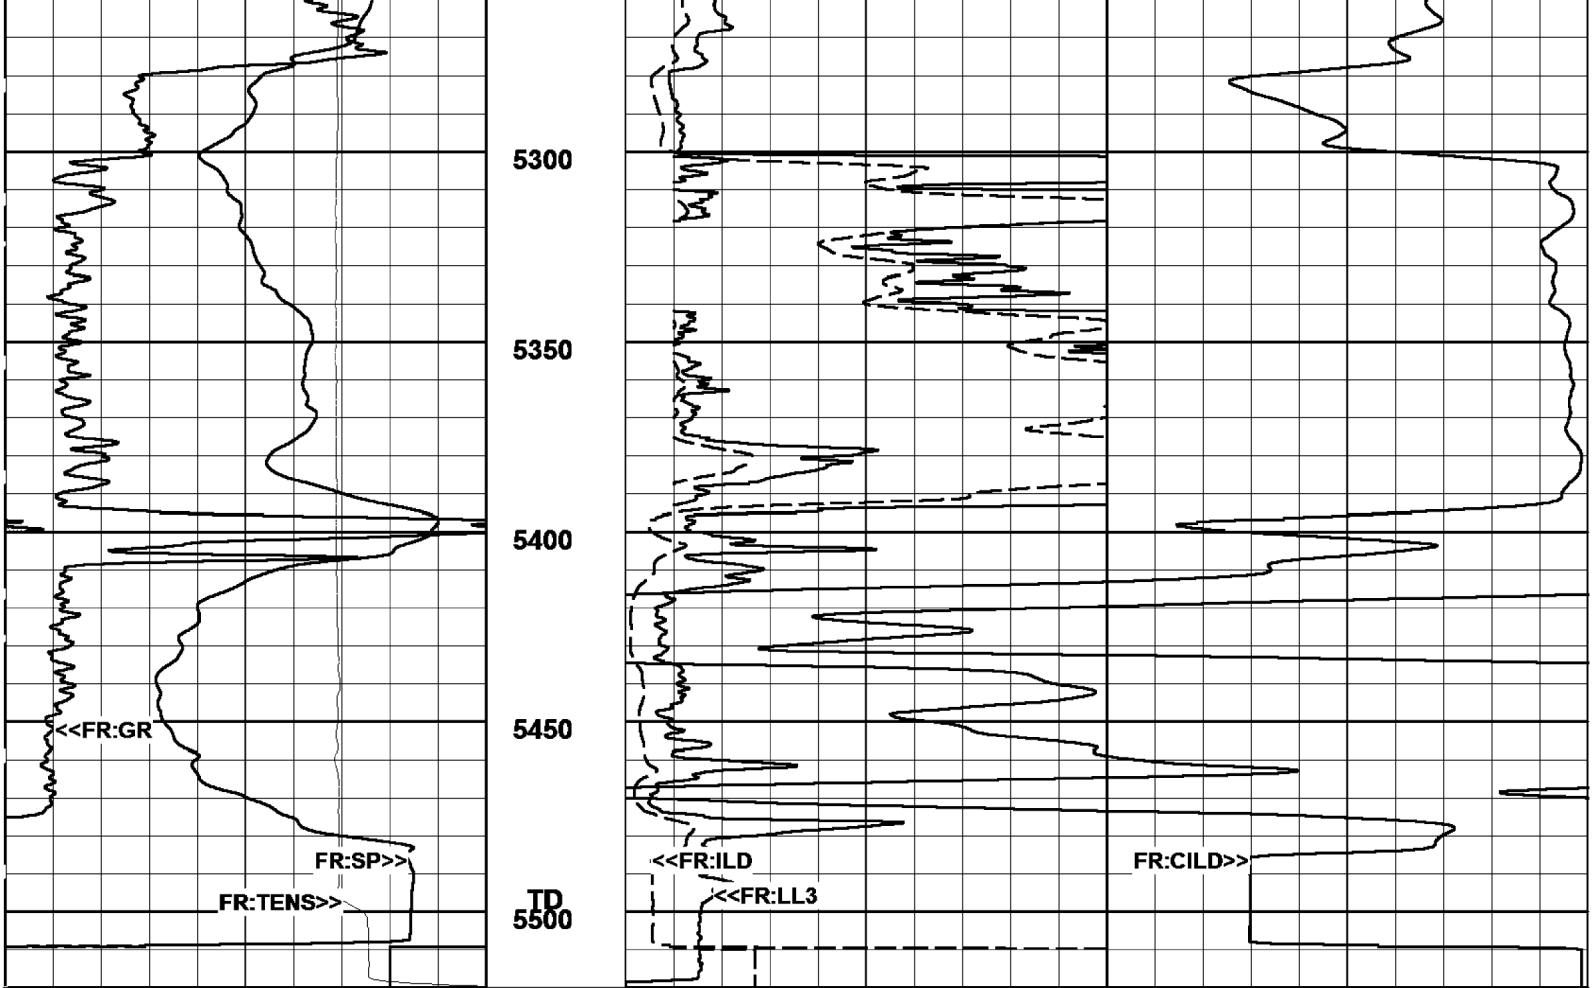 5300
5350
5400
<<FR:GR
5450
FR:SP>>
<<FR:ILD
FR:CILD>>
FR:TENS>>
TD
<<FR:LL3
5500